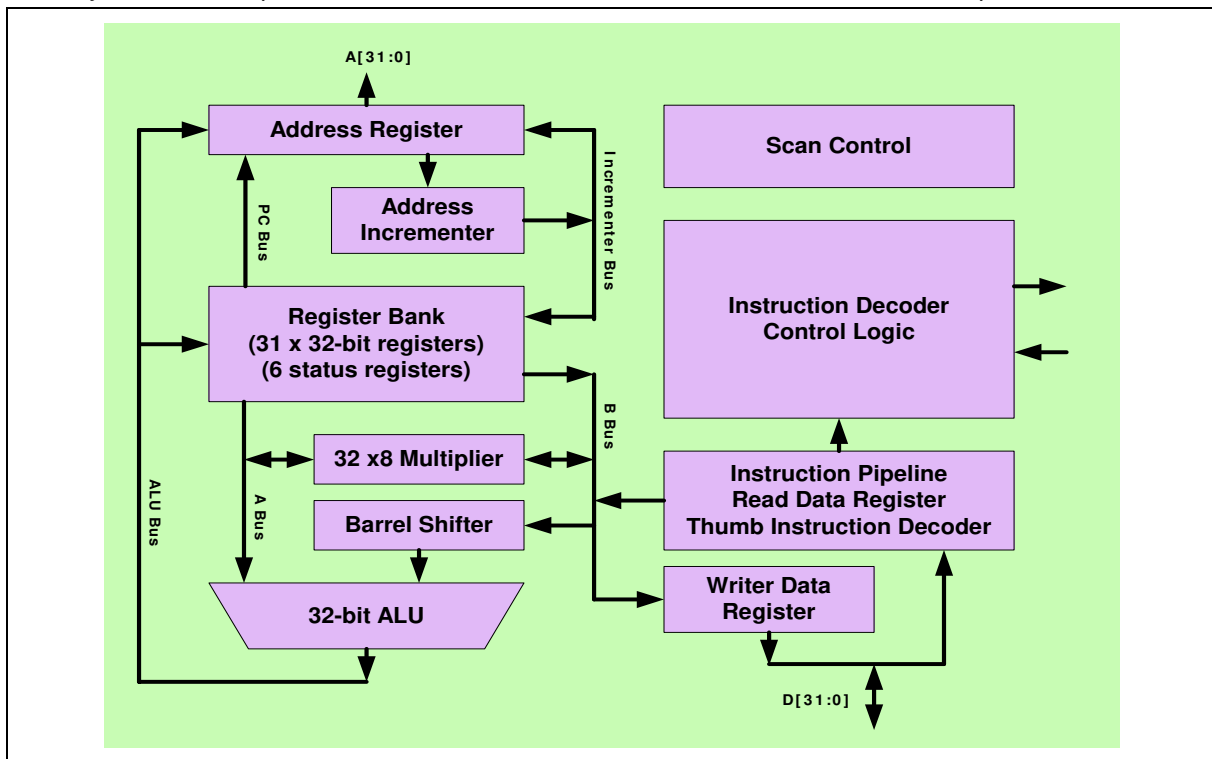 A[31:0]
Address Register
Scan Control
Incrementer Bus
PC Bus
Address
Incrementer
Register Bank
(31 x 32-bit registers)
(6 status registers)
Instruction Decoder
Control Logic
B Bus
32 x8 Multiplier
Instruction Pipeline
Read Data Register
Thumb Instruction Decoder
ALU Bus
A Bus
Barrel Shifter
Writer Data
Register
32-bit ALU
D[31:0]